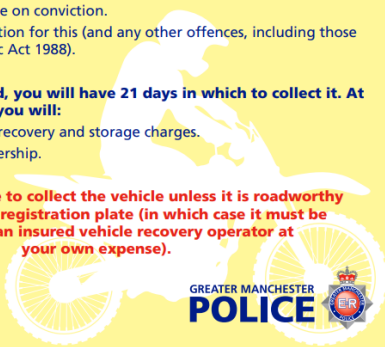 e on conviction.
tion for this (and any other offences, including those
c Act 1988).
d, you will have 21 days in which to collect it. At
you will:
recovery and storage charges.
ership.
e to collect the vehicle unless it is roadworthy
registration plate (in which case it must be
an insured vehicle recovery operator at
your own expense).
GREATER MANCHESTER
POLICE
E II R